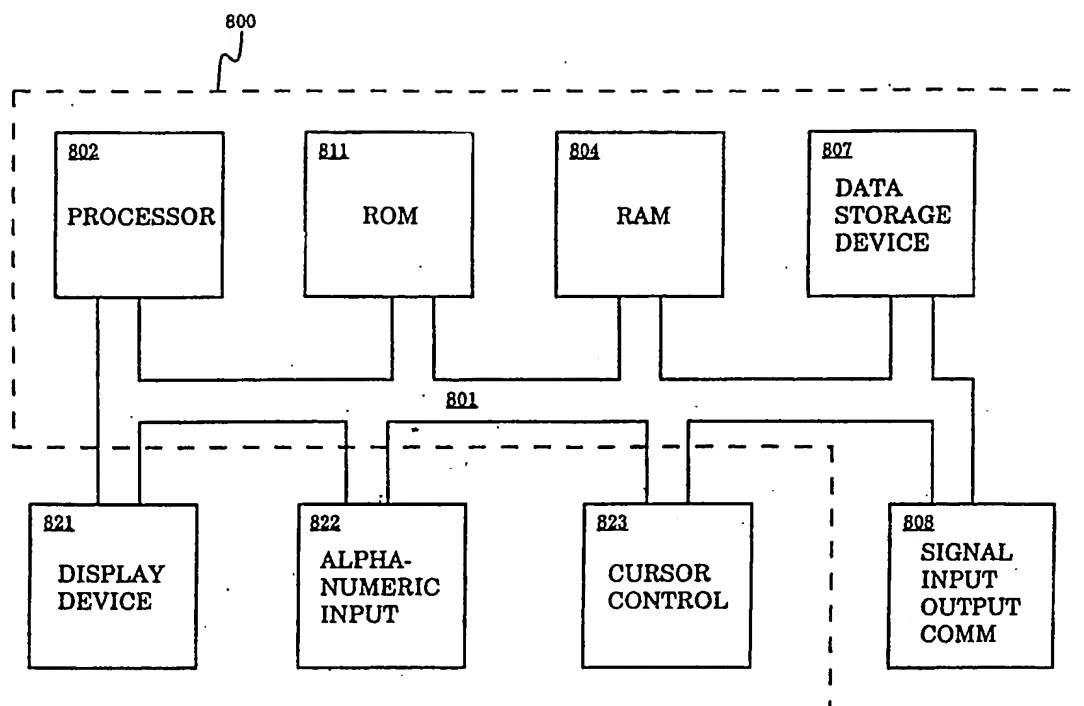 800
802
PROCESSOR
811
ROM
804
RAM
807
DATA
STORAGE
DEVICE
801
821
DISPLAY
DEVICE
822
ALPHA-
NUMERIC
INPUT
823
CURSOR
CONTROL
808
SIGNAL
INPUT
OUTPUT
COMM